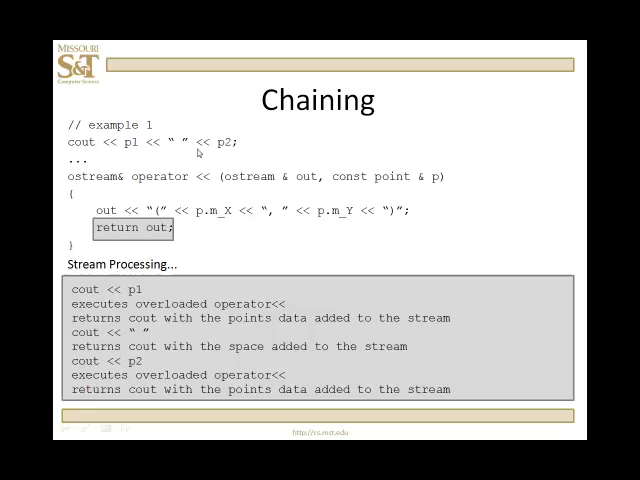 MISSOURI
S&T
Computer Science
Chaining
// example 1
cout << p1 << “ ” << p2;
...
ostream& operator << (ostream & out, const point & p)
{
out << “(” << p.m_X << “, ” << p.m_Y << “)”;
return out;
}
Stream Processing...
cout << p1
executes overloaded operator<<
returns cout with the points data added to the stream
cout << “ ”
returns cout with the space added to the stream
cout << p2
executes overloaded operator<<
returns cout with the points data added to the stream
http://cs.mst.edu